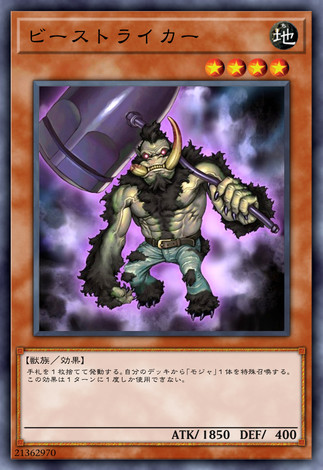 ビーストライカー
地
【獣族／効果】
手札を１枚捨てて発動する。自分のデッキから「モジャ」１体を特殊召喚する。
この効果は１ターンに１度しか使用できない。
ATK/ 1850 DEF/ 400
21362970